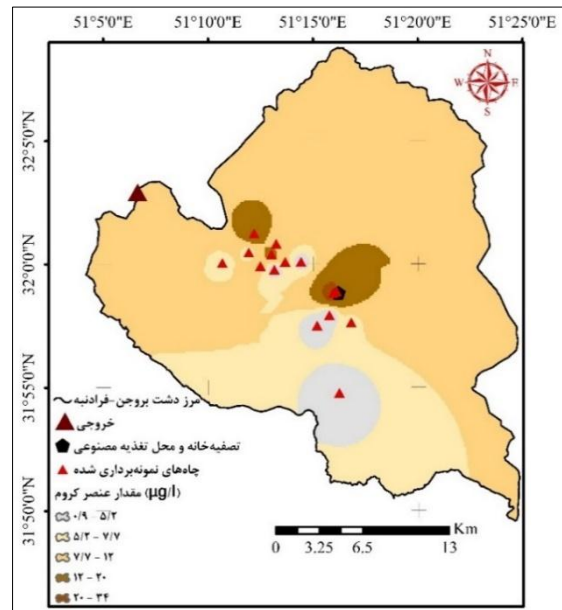 51°5'0"E 51°10'0"E 51°15'0"E 51°20'0"E 51°25'0"E
N
W E
S
32°5'0"N
32°0'0"N
31°55'0"N
31°50'0"N
مرز دشت بروجن-فرادنبه
خروجی
تصفیه‌خانه و محل تغذیه مصنوعی
چاه‌های نمونه‌برداری شده
مقدار عنصر کروم (µg/l)
۰/۹ - ۵/۲
۵/۲ - ۷/۷
۷/۷ - ۱۲
۱۲ - ۲۰
۲۰ - ۳۴
Km
0 3.25 6.5 13